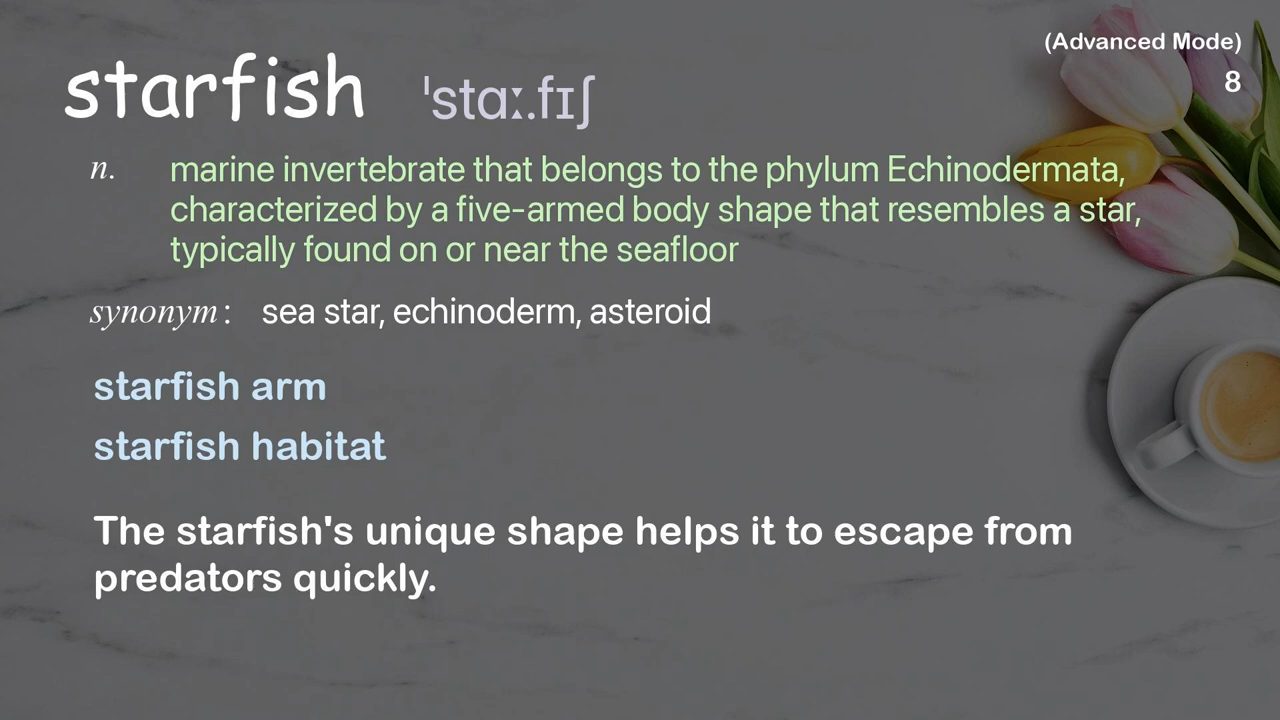 (Advanced Mode)
8
starfish ˈstɑː.fɪʃ
n. marine invertebrate that belongs to the phylum Echinodermata,
characterized by a five-armed body shape that resembles a star,
typically found on or near the seafloor
synonym: sea star, echinoderm, asteroid
starfish arm
starfish habitat
The starfish's unique shape helps it to escape from
predators quickly.